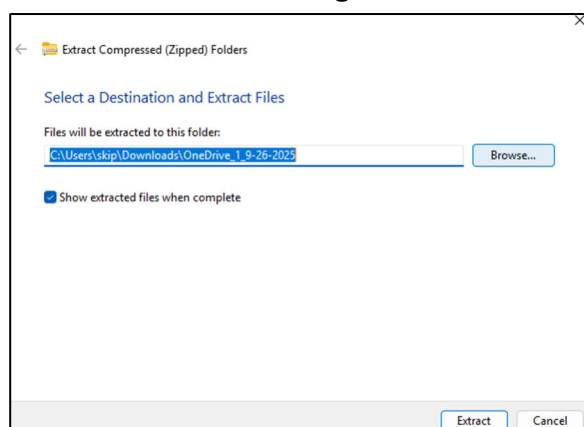 Extract Compressed (Zipped) Folders
Select a Destination and Extract Files
Files will be extracted to this folder:
C:\Users\skip\Downloads\OneDrive_1_9-26-2025
Browse...
Show extracted files when complete
Extract
Cancel